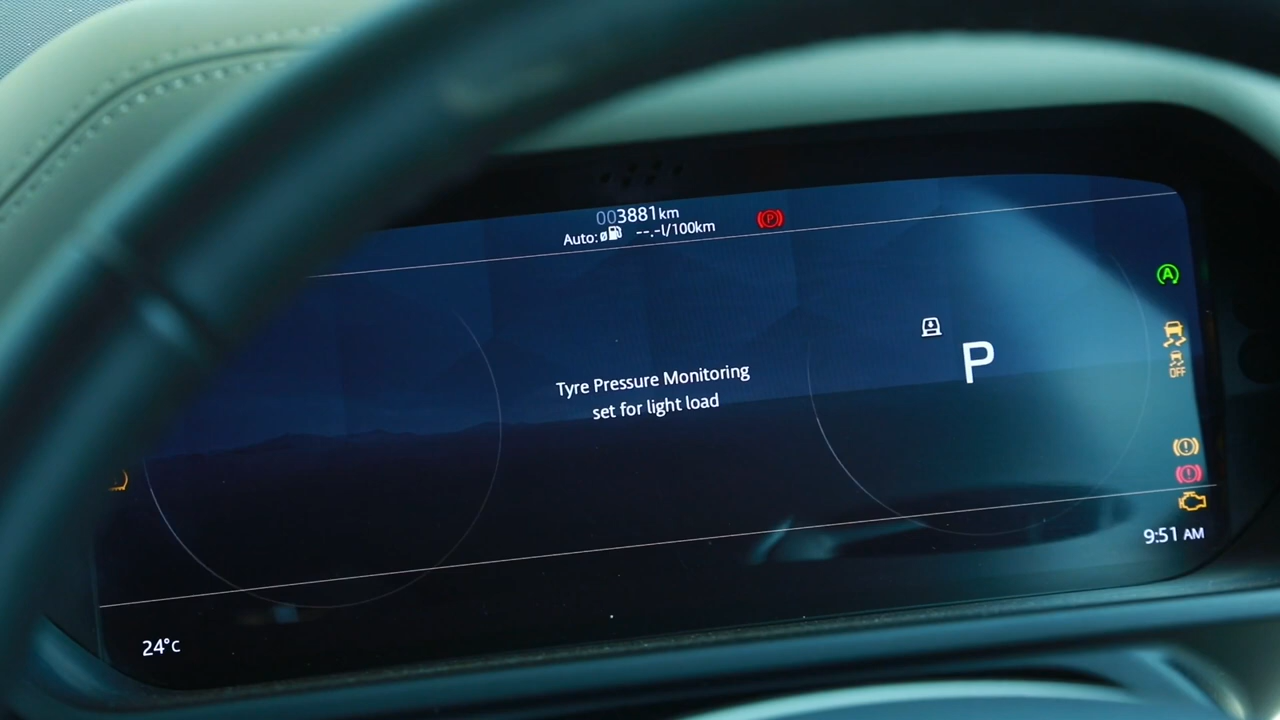 003881km
Auto:ø --.-l/100km
P
A
Tyre Pressure Monitoring
set for light load
P
OFF
9:51 AM
24°C